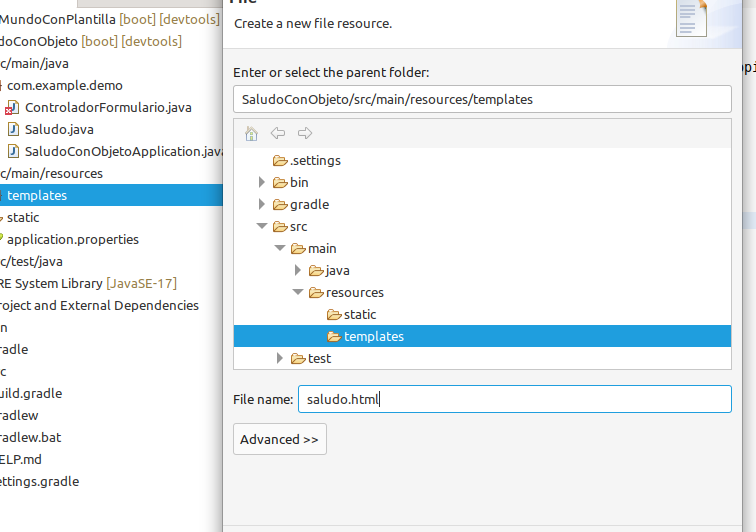 MundoConPlantilla [boot] [devtools]
doConObjeto [boot] [devtools]
c/main/java
com.example.demo
ControladorFormulario.java
Saludo.java
SaludoConObjetoApplication.java
c/main/resources
templates
static
application.properties
c/test/java
RE System Library [JavaSE-17]
roject and External Dependencies
n
radle
c
uild.gradle
radlew
radlew.bat
ELP.md
ettings.gradle
File
Create a new file resource.
Enter or select the parent folder:
SaludoConObjeto/src/main/resources/templates
.settings
bin
gradle
src
main
java
resources
static
templates
test
File name: saludo.html
Advanced >>